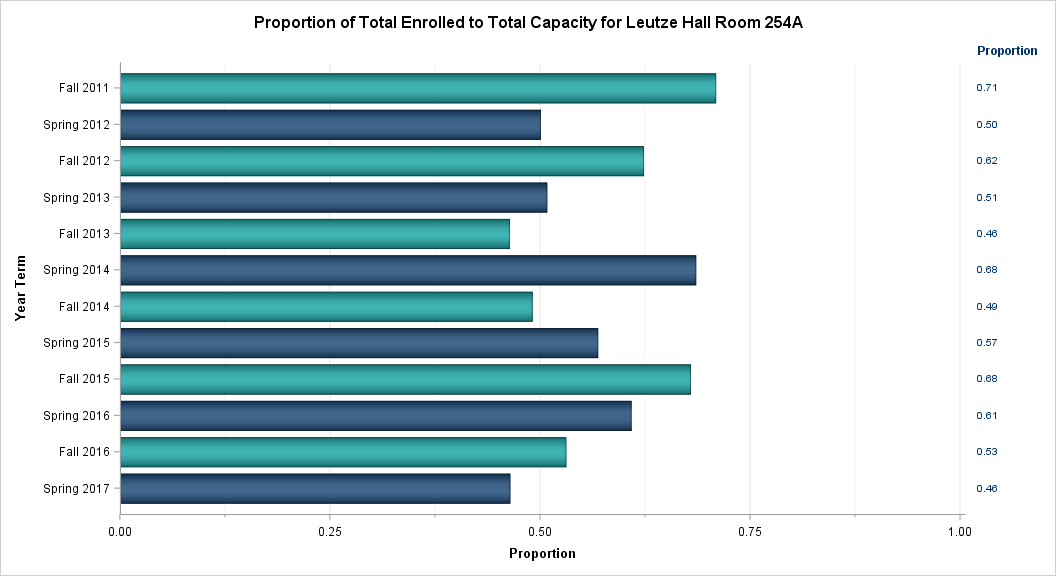 Proportion of Total Enrolled to Total Capacity for Leutze Hall Room 254A
Proportion
Fall 2011 0.71
Spring 2012 0.50
Fall 2012 0.62
Spring 2013 0.51
Fall 2013 0.46
Spring 2014 0.68
Fall 2014 0.49
Spring 2015 0.57
Fall 2015 0.68
Spring 2016 0.61
Fall 2016 0.53
Spring 2017 0.46
Year Term
0.00 0.25 0.50 0.75 1.00
Proportion